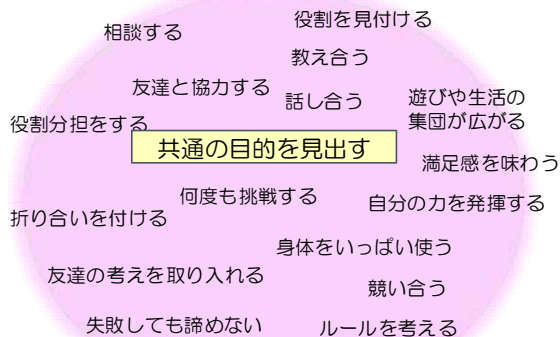 相談する
役割を見付ける
教え合う
友達と協力する
話し合う
遊びや生活の
集団が広がる
役割分担をする
共通の目的を見出す
満足感を味わう
何度も挑戦する
自分の力を発揮する
折り合いを付ける
身体をいっぱい使う
友達の考えを取り入れる
競い合う
失敗しても諦めない
ルールを考える